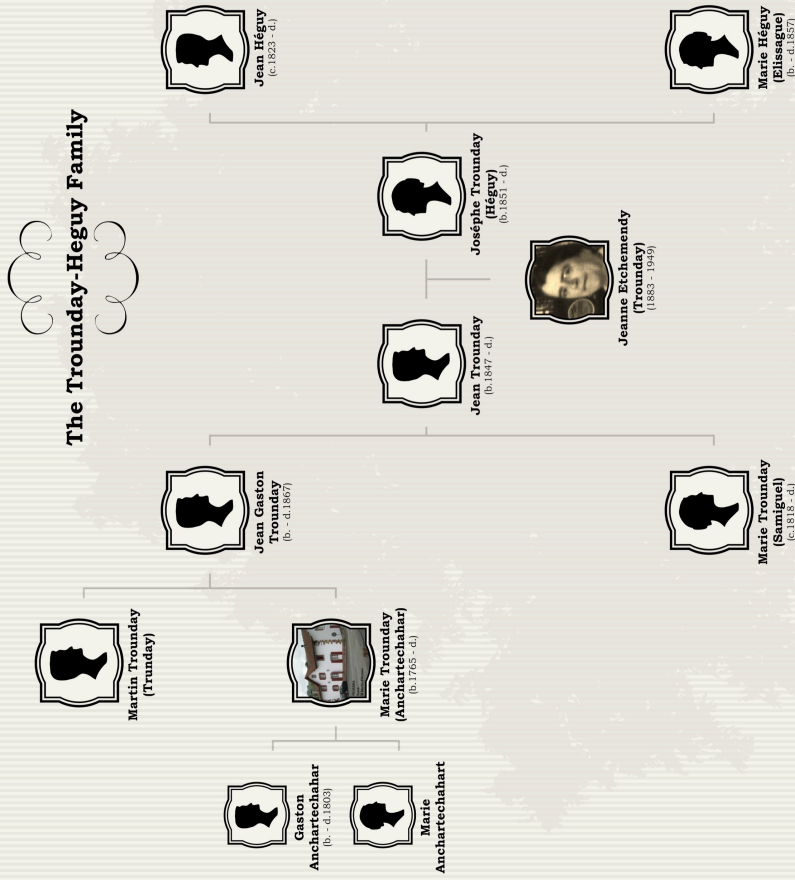 The Trounday-Heguy Family
Jean Héguy
(c.1823 - d.)
Marie Héguy
(Elissague)
(b. - d.1857)
Joséphe Trounday
(Héguy)
(b.1851 - d.)
Jeanne Etchemendy
(Trounday)
(1883 - 1949)
Jean Trounday
(b.1847 - d.)
Jean Gaston
Trounday
(b. - d.1867)
Marie Trounday
(Samiguel)
(c.1818 - d.)
Martin Trounday
(Trunday)
Marie Trounday
(Anchartechahar)
(b.1765 - d.)
Gaston
Anchartechahar
(b. - d.1803)
Marie
Anchartechahart